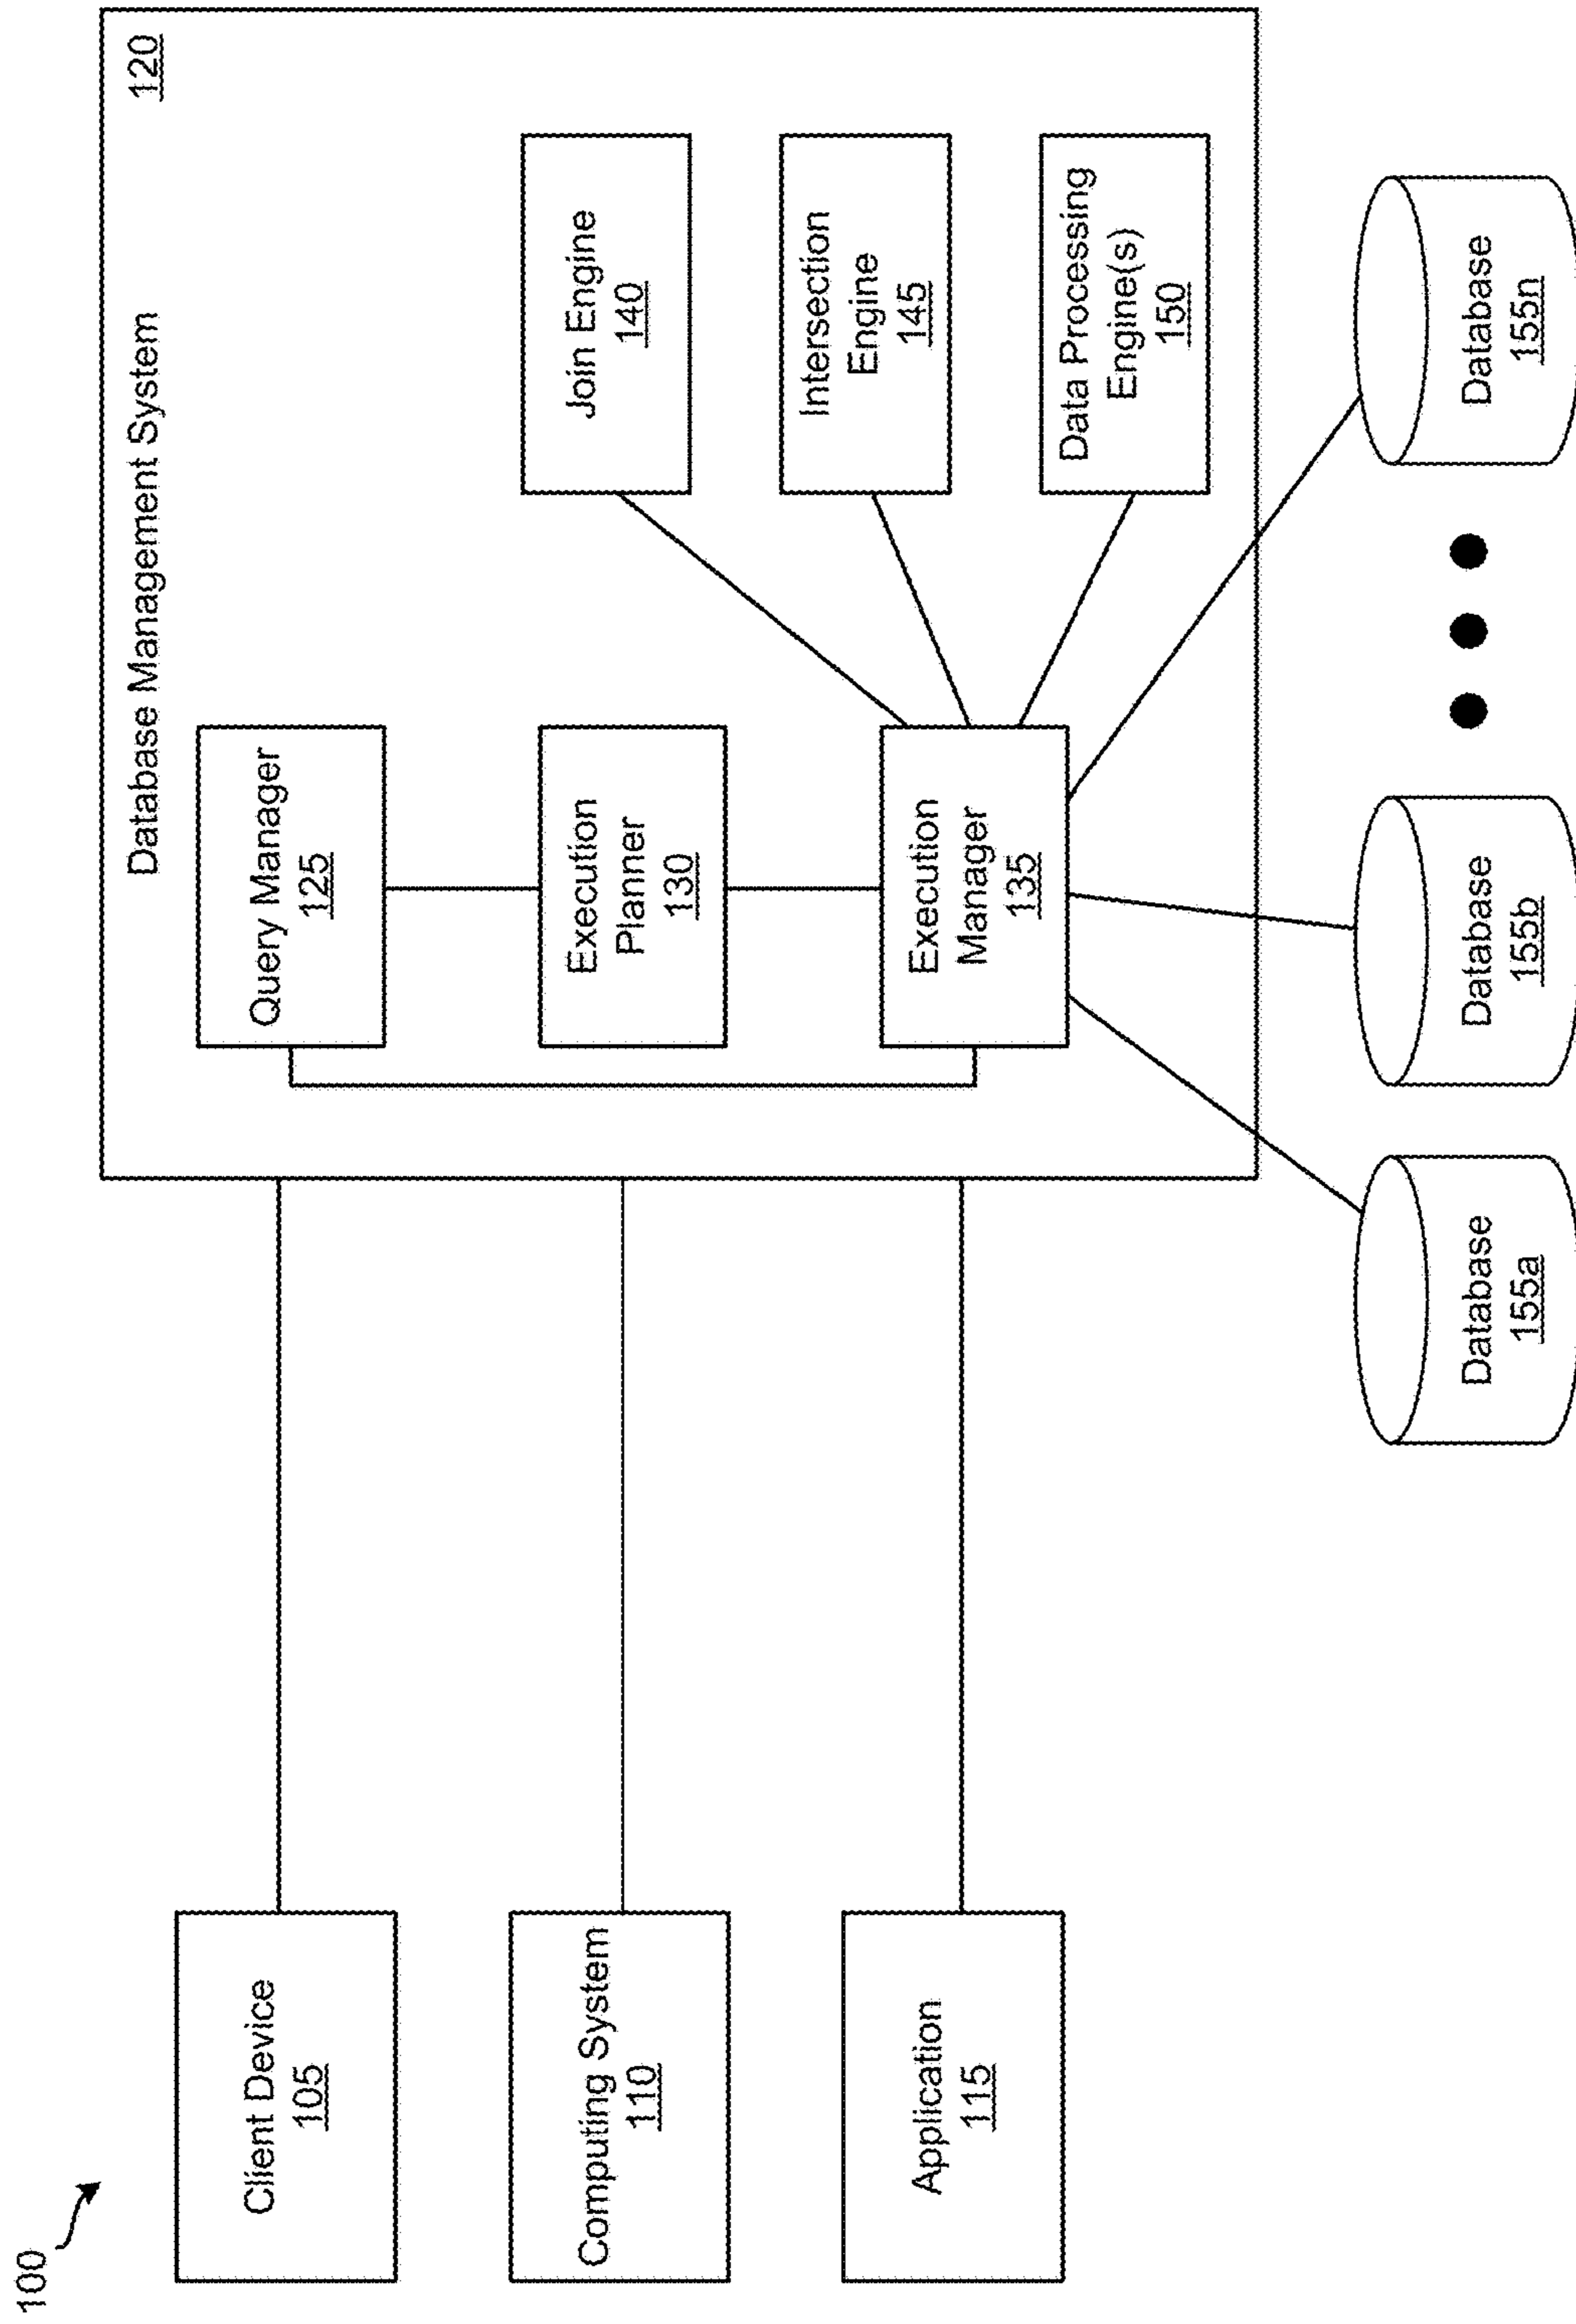 100
Client Device
105
Computing System
110
Application
115
Database Management System
120
Query Manager
125
Execution
Planner
130
Execution
Manager
135
Join Engine
140
Intersection
Engine
145
Data Processing
Engine(s)
150
Database
155a
Database
155b
Database
155n